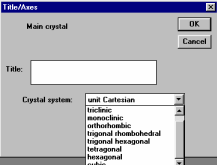 Title/Axes
Main crystal
OK
Cancel
Title:
Crystal system:
unit Cartesian
triclinic
monoclinic
orthorhombic
trigonal rhombohedral
trigonal hexagonal
tetragonal
hexagonal
cubic